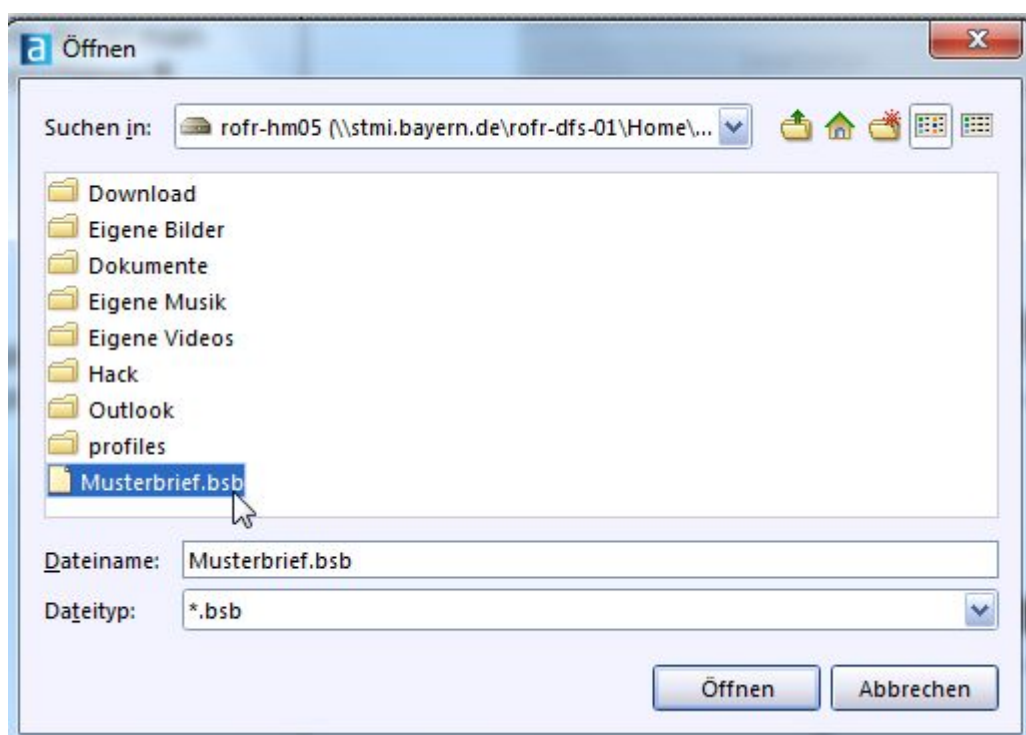 Öffnen
Suchen in: rofr-hm05 (\\stmi.bayern.de\rofr-dfs-01\Home\...
Download
Eigene Bilder
Dokumente
Eigene Musik
Eigene Videos
Hack
Outlook
profiles
Musterbrief.bsb
Dateiname: Musterbrief.bsb
Dateityp: *.bsb
Öffnen Abbrechen